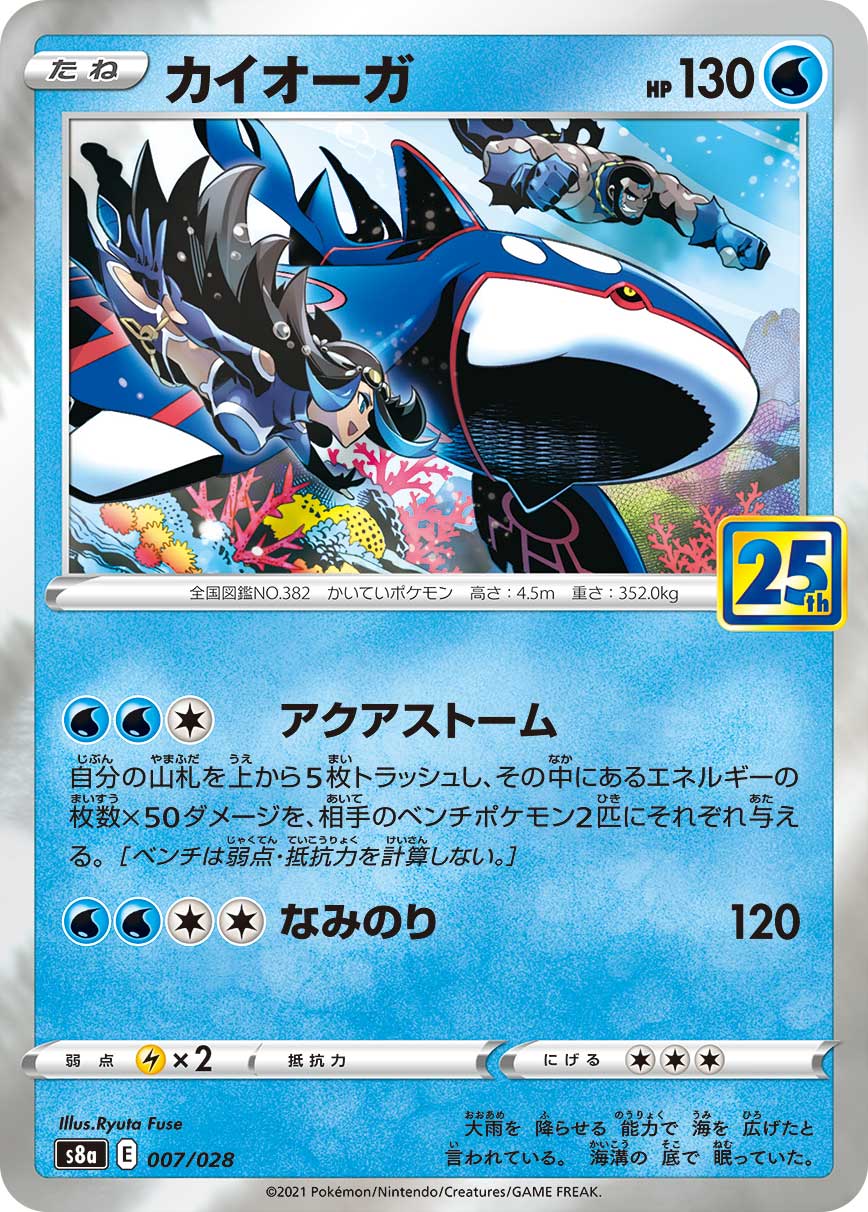 たね カイオーガ HP 130
25th
全国図鑑NO.382 かいていポケモン 高さ：4.5m 重さ：352.0kg
アクアストーム
自分の山札を上から5枚トラッシュし、その中にあるエネルギーの
枚数×50ダメージを、相手のベンチポケモン2匹にそれぞれ与え
る。［ベンチは弱点・抵抗力を計算しない。］
なみのり 120
弱点 ×2 抵抗力 にげる
Illus.Ryuta Fuse
s8a E 007/028
大雨を 降らせる 能力で 海を 広げたと
言われている。 海溝の 底で 眠っていた。
©2021 Pokémon/Nintendo/Creatures/GAME FREAK.